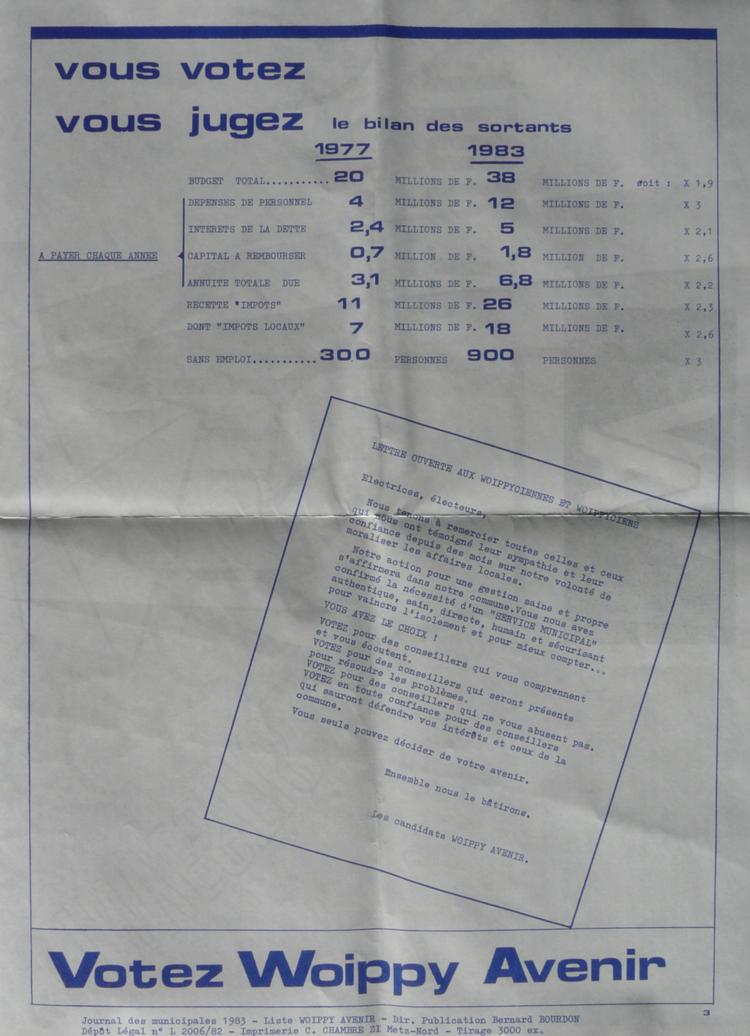 vous votez
vous jugez le bilan des sortants
1977 1983
BUDGET TOTAL.......... 20 MILLIONS DE F. 38 MILLIONS DE F. soit : X 1,9
DEPENSES DE PERSONNEL 4 MILLIONS DE F. 12 MILLIONS DE F. X 3
INTERETS DE LA DETTE 2,4 MILLIONS DE F. 5 MILLIONS DE F. X 2,1
A PAYER CHAQUE ANNEE CAPITAL A REMBOURSER 0,7 MILLION DE F. 1,8 MILLION DE F. X 2,6
ANNUITE TOTALE DUE 3,1 MILLIONS DE F. 6,8 MILLIONS DE F. X 2,2
RECETTE "IMPOTS" 11 MILLIONS DE F. 26 MILLIONS DE F. X 2,3
DONT "IMPOTS LOCAUX" 7 MILLIONS DE F. 18 MILLIONS DE F. X 2,6
SANS EMPLOI.......... 300 PERSONNES 900 PERSONNES X 3
LETTRE OUVERTE AUX WOIPPYCIENNES ET WOIPPICIENS
Electrices, électeurs,
Nous tenons à remercier toutes celles et ceux
qui nous ont témoigné leur sympathie et leur
confiance depuis des mois sur notre volonté de
moraliser les affaires locales.
Notre action pour une gestion saine et propre
s'affirmera dans notre commune.Vous nous avez
confirmé la nécessité d'un "SERVICE MUNICIPAL"
authentique, sain, directe, humain et sécurisant
pour vaincre l'isolement et pour mieux compter...
VOUS AVEZ LE CHOIX !
VOTEZ pour des conseillers qui vous comprennent
et vous écoutent.
VOTEZ pour des conseillers qui seront présents
pour résoudre les problèmes.
VOTEZ pour des conseillers qui ne vous abusent pas.
VOTEZ en toute confiance pour des conseillers
qui sauront défendre vos intérêts et ceux de la
commune.
Vous seuls pouvez décider de votre avenir.
Ensemble nous le bâtirons.
Les candidats WOIPPY AVENIR.
Votez Woippy Avenir
3
Journal des municipales 1983 - Liste WOIPPY AVENIR - Dir. Publication Bernard BOURDON
Dépôt Légal n° L 2006/82 - Imprimerie C. CHAMBRE ZI Metz-Nord - Tirage 3000 ex.